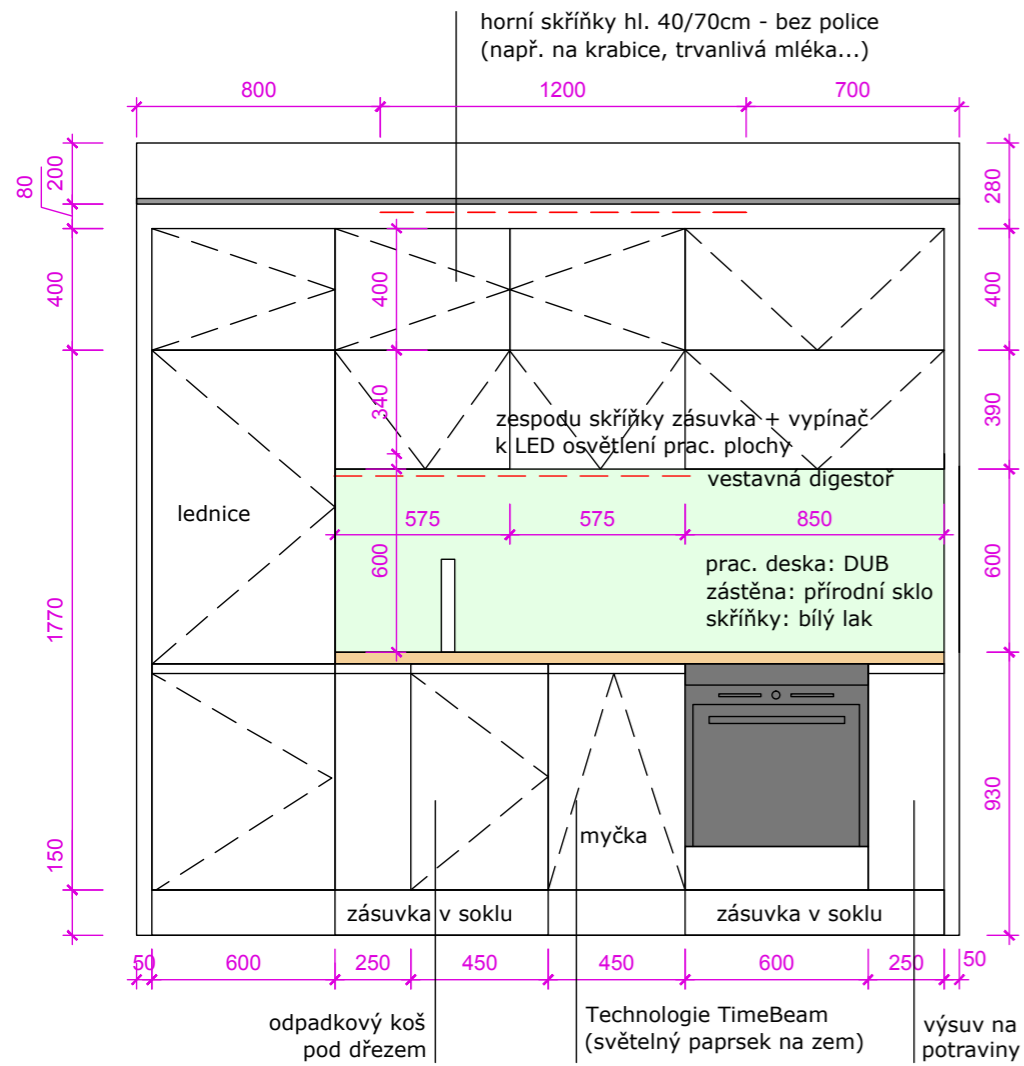 horní skříňky hl. 40/70cm - bez police
(např. na krabice, trvanlivá mléka...)
800
1200
700
80
200
280
400
400
400
340
390
zespodu skříňky zásuvka + vypínač
k LED osvětlení prac. plochy
vestavná digestoř
lednice
575
575
850
600
600
prac. deska: DUB
zástěna: přírodní sklo
skříňky: bílý lak
1770
930
myčka
150
zásuvka v soklu
zásuvka v soklu
50
600
250
450
450
600
250
50
odpadkový koš
pod dřezem
Technologie TimeBeam
(světelný paprsek na zem)
výsuv na
potraviny